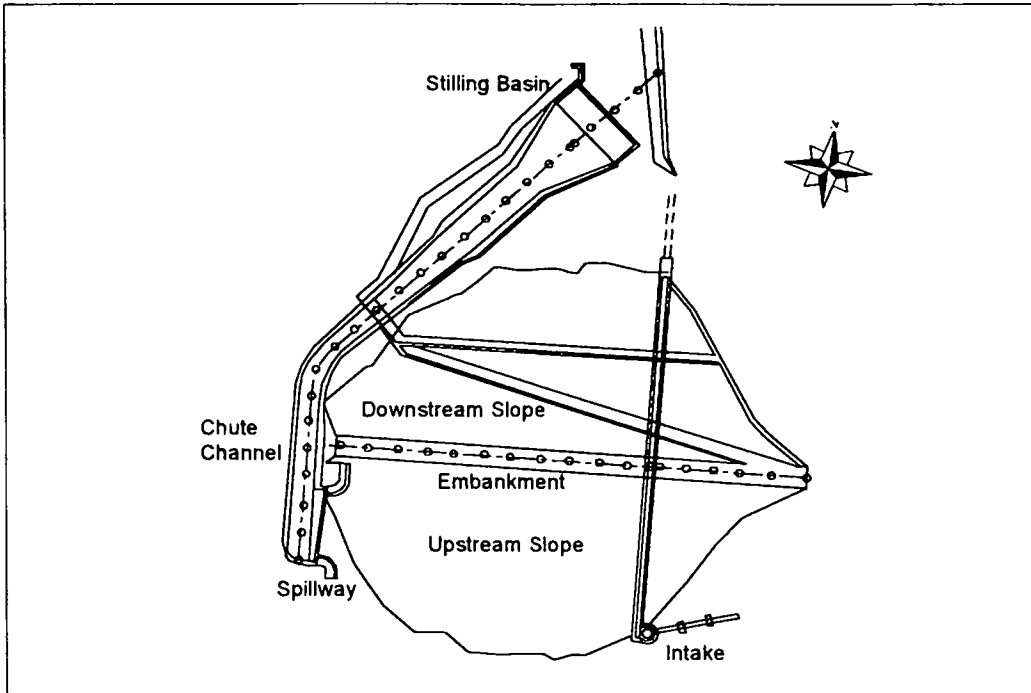 Stilling Basin
Downstream Slope
Chute
Channel
Embankment
Upstream Slope
Spillway
Intake